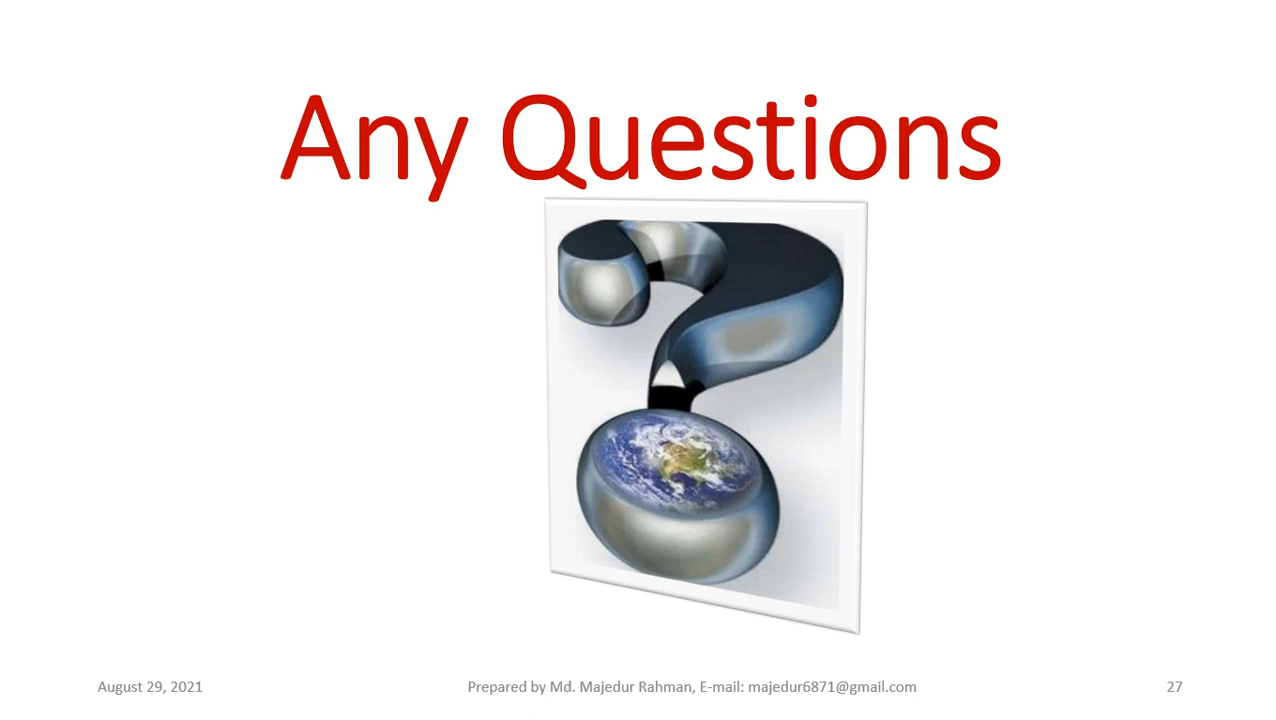 Any Questions
August 29, 2021
Prepared by Md. Majedur Rahman, E-mail: majedur6871@gmail.com
27